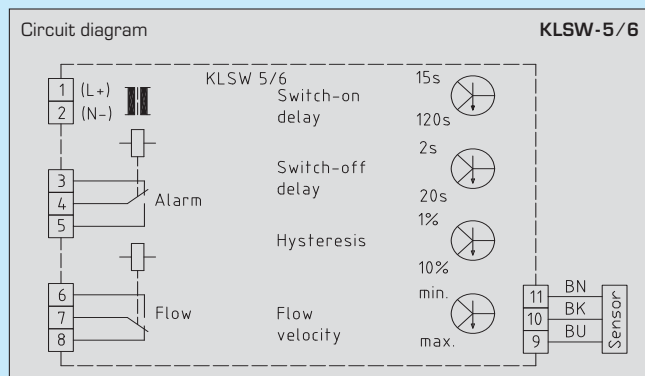 Circuit diagram
KLSW-5/6
KLSW 5/6
1 (L+)
2 (N-)
3
4
5
Alarm
6
7
8
Flow
Switch-on
delay
15s
120s
Switch-off
delay
2s
20s
Hysteresis
1%
10%
Flow
velocity
min.
max.
11 BN
10 BK
9 BU
Sensor